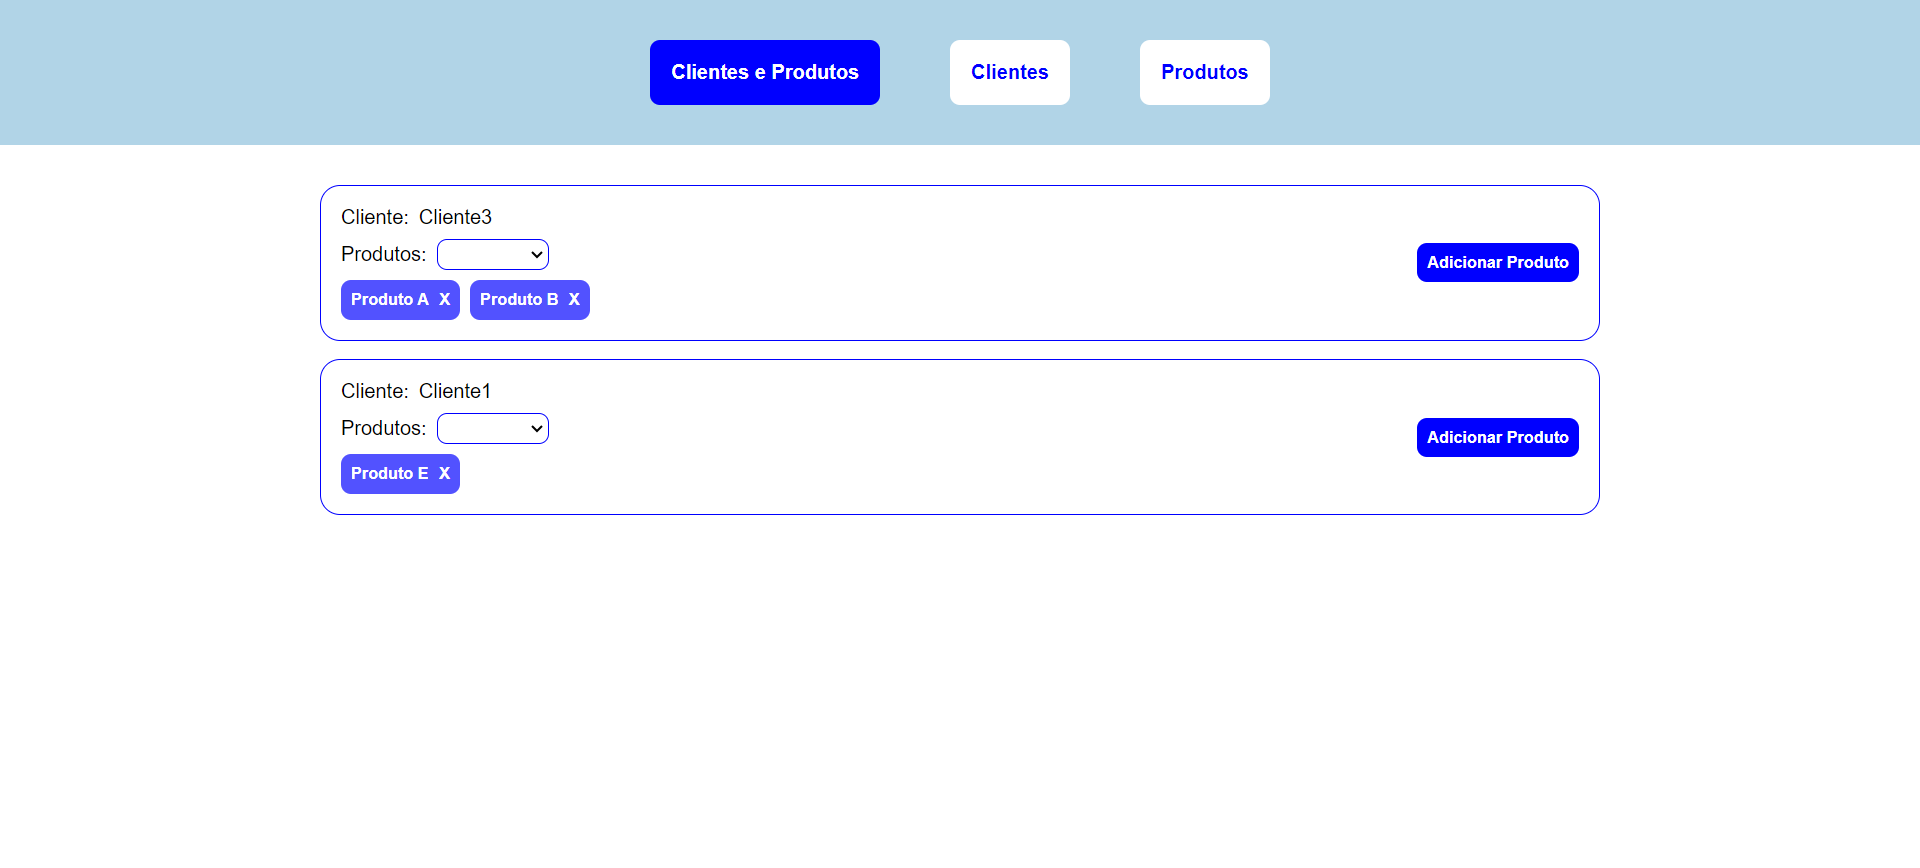 Clientes e Produtos Clientes Produtos
Cliente: Cliente3
Produtos:
Adicionar Produto
Produto A X Produto B X
Cliente: Cliente1
Produtos:
Adicionar Produto
Produto E X